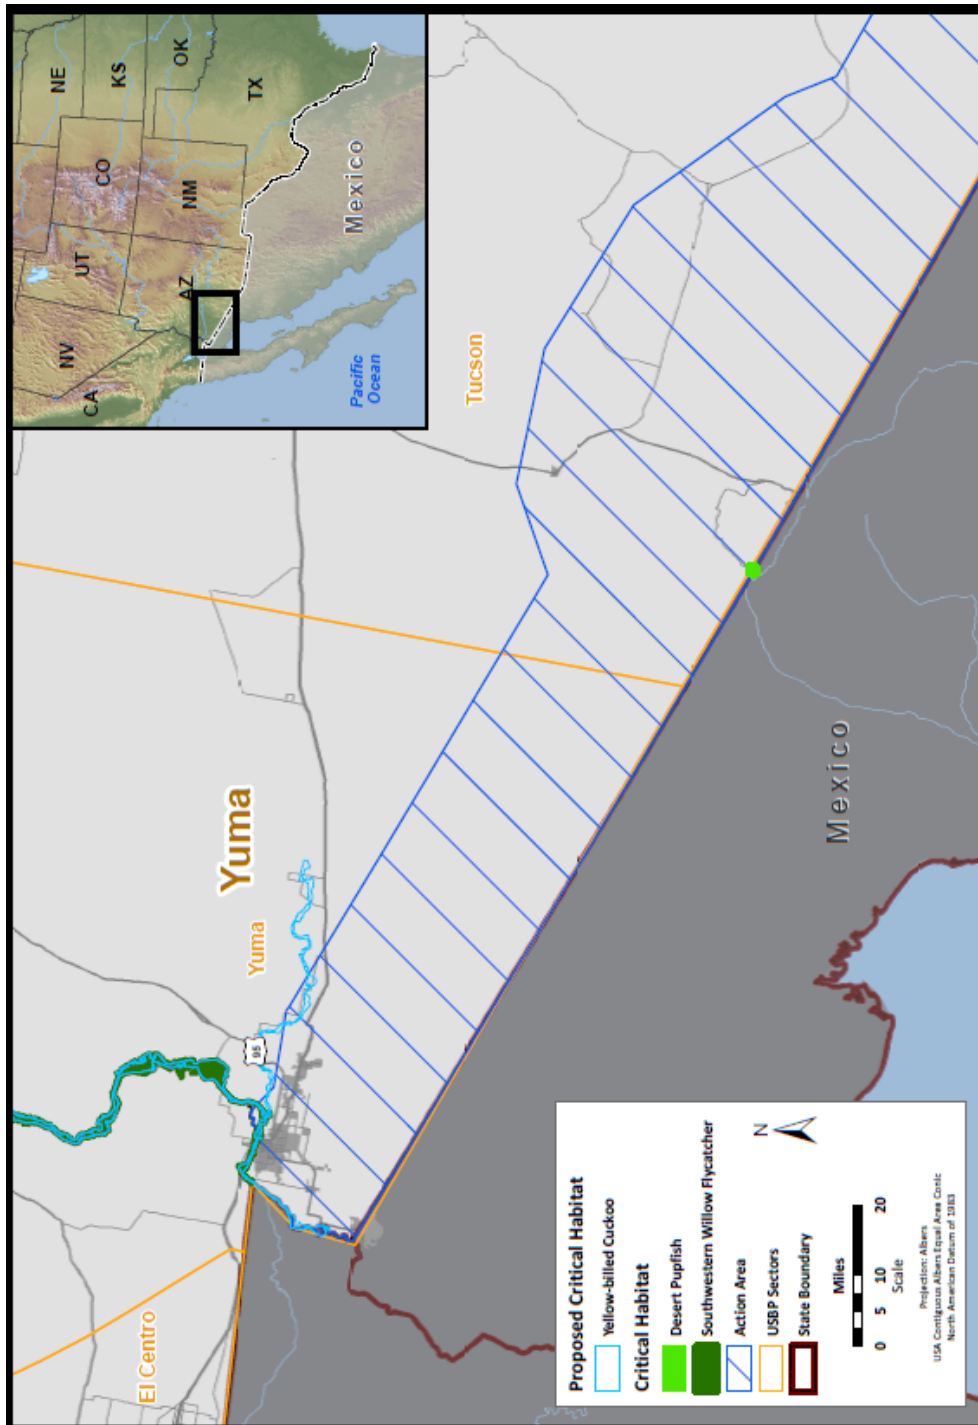 NE
KS
OK
TX
CO
NM
UT
AZ
NV
CA
Mexico
Pacific
Ocean
Tucson
Yuma
Yuma
95
El Centro
Mexico
Proposed Critical Habitat
Yellow-billed Cuckoo
Critical Habitat
Desert Pupfish
Southwestern Willow Flycatcher
Action Area
USBP Sectors
State Boundary
N
Miles
0 5 10 20
Scale
Projection: Albers
USA Contiguous Albers Equal Area Conic
North American Datum of 1983